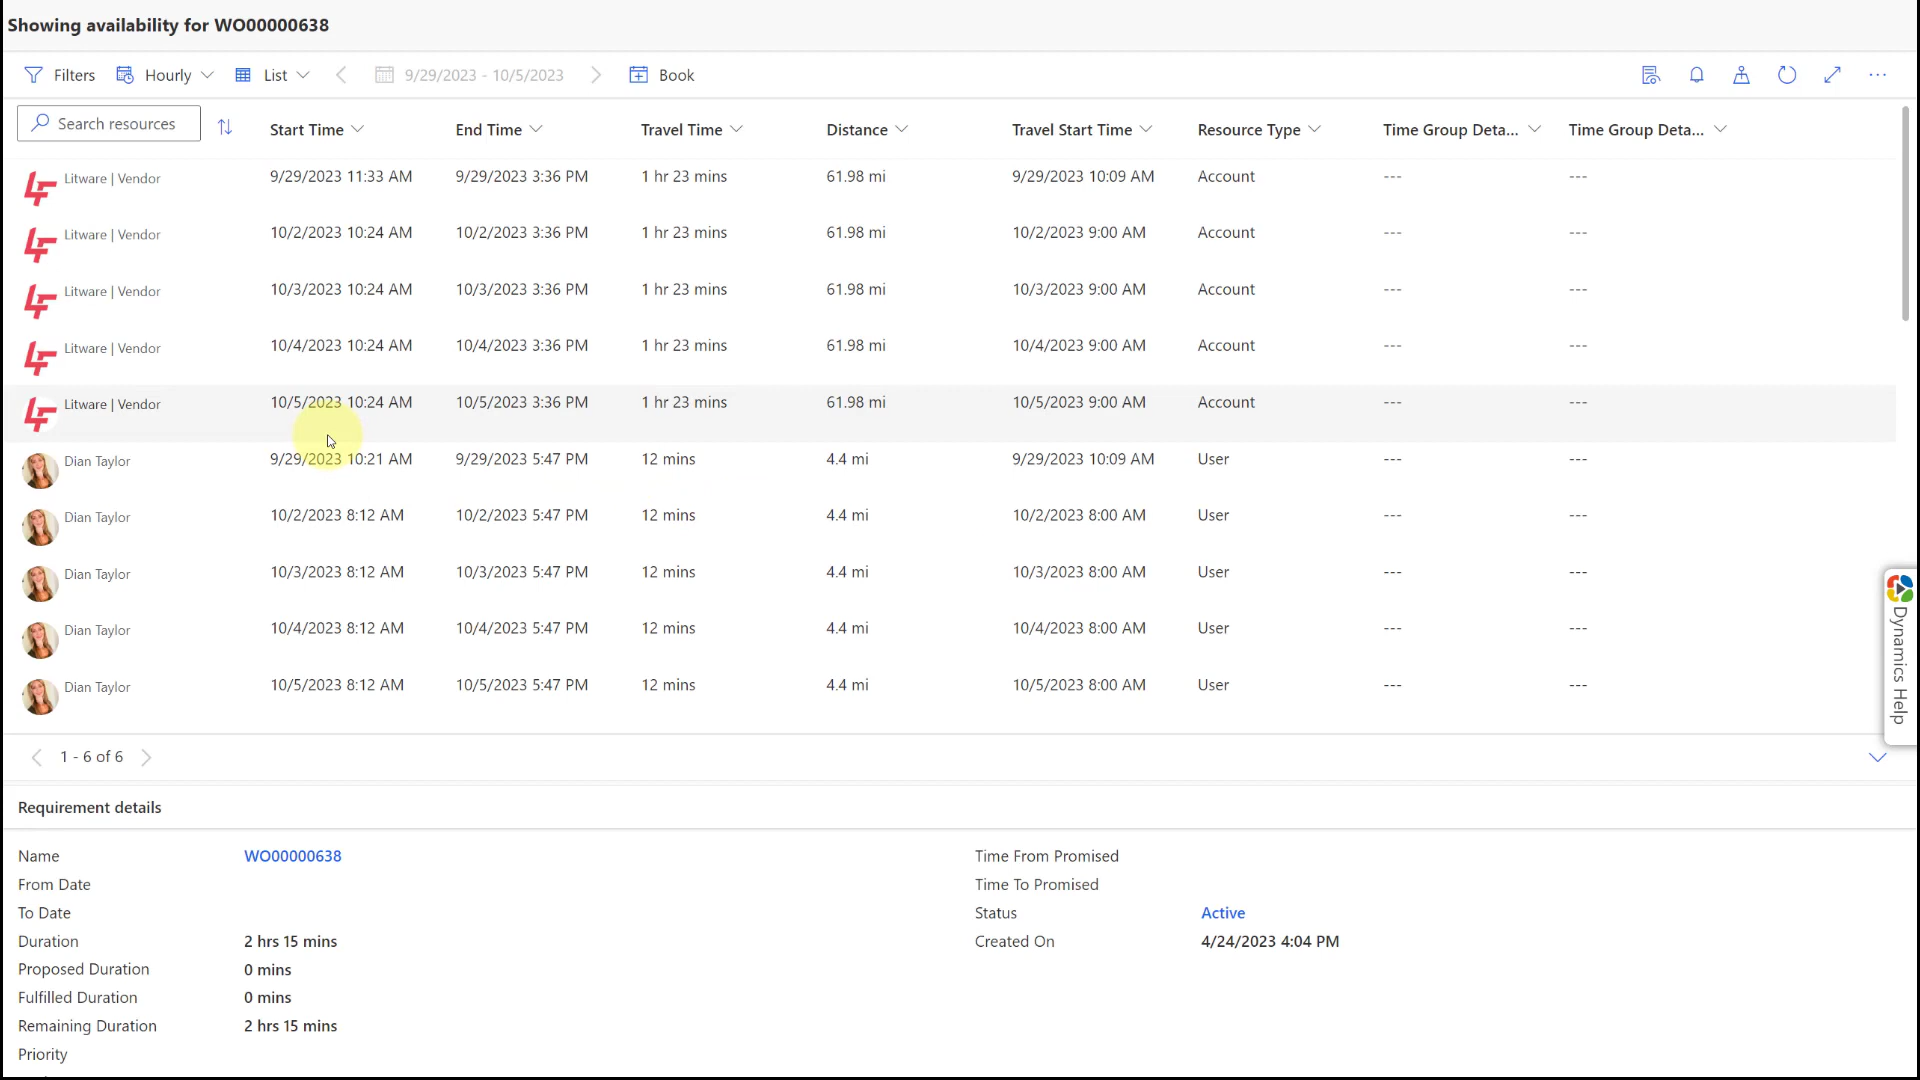 Showing availability for WO00000638
Filters Hourly List 9/29/2023 - 10/5/2023 Book
Search resources Start Time End Time Travel Time Distance Travel Start Time Resource Type Time Group Deta... Time Group Deta...
Litware | Vendor 9/29/2023 11:33 AM 9/29/2023 3:36 PM 1 hr 23 mins 61.98 mi 9/29/2023 10:09 AM Account --- ---
Litware | Vendor 10/2/2023 10:24 AM 10/2/2023 3:36 PM 1 hr 23 mins 61.98 mi 10/2/2023 9:00 AM Account --- ---
Litware | Vendor 10/3/2023 10:24 AM 10/3/2023 3:36 PM 1 hr 23 mins 61.98 mi 10/3/2023 9:00 AM Account --- ---
Litware | Vendor 10/4/2023 10:24 AM 10/4/2023 3:36 PM 1 hr 23 mins 61.98 mi 10/4/2023 9:00 AM Account --- ---
Litware | Vendor 10/5/2023 10:24 AM 10/5/2023 3:36 PM 1 hr 23 mins 61.98 mi 10/5/2023 9:00 AM Account --- ---
Dian Taylor 9/29/2023 10:21 AM 9/29/2023 5:47 PM 12 mins 4.4 mi 9/29/2023 10:09 AM User --- ---
Dian Taylor 10/2/2023 8:12 AM 10/2/2023 5:47 PM 12 mins 4.4 mi 10/2/2023 8:00 AM User --- ---
Dian Taylor 10/3/2023 8:12 AM 10/3/2023 5:47 PM 12 mins 4.4 mi 10/3/2023 8:00 AM User --- ---
Dian Taylor 10/4/2023 8:12 AM 10/4/2023 5:47 PM 12 mins 4.4 mi 10/4/2023 8:00 AM User --- ---
Dian Taylor 10/5/2023 8:12 AM 10/5/2023 5:47 PM 12 mins 4.4 mi 10/5/2023 8:00 AM User --- ---
Dynamics Help
1 - 6 of 6
Requirement details
Name WO00000638 Time From Promised
From Date Time To Promised
To Date Status Active
Duration 2 hrs 15 mins Created On 4/24/2023 4:04 PM
Proposed Duration 0 mins
Fulfilled Duration 0 mins
Remaining Duration 2 hrs 15 mins
Priority